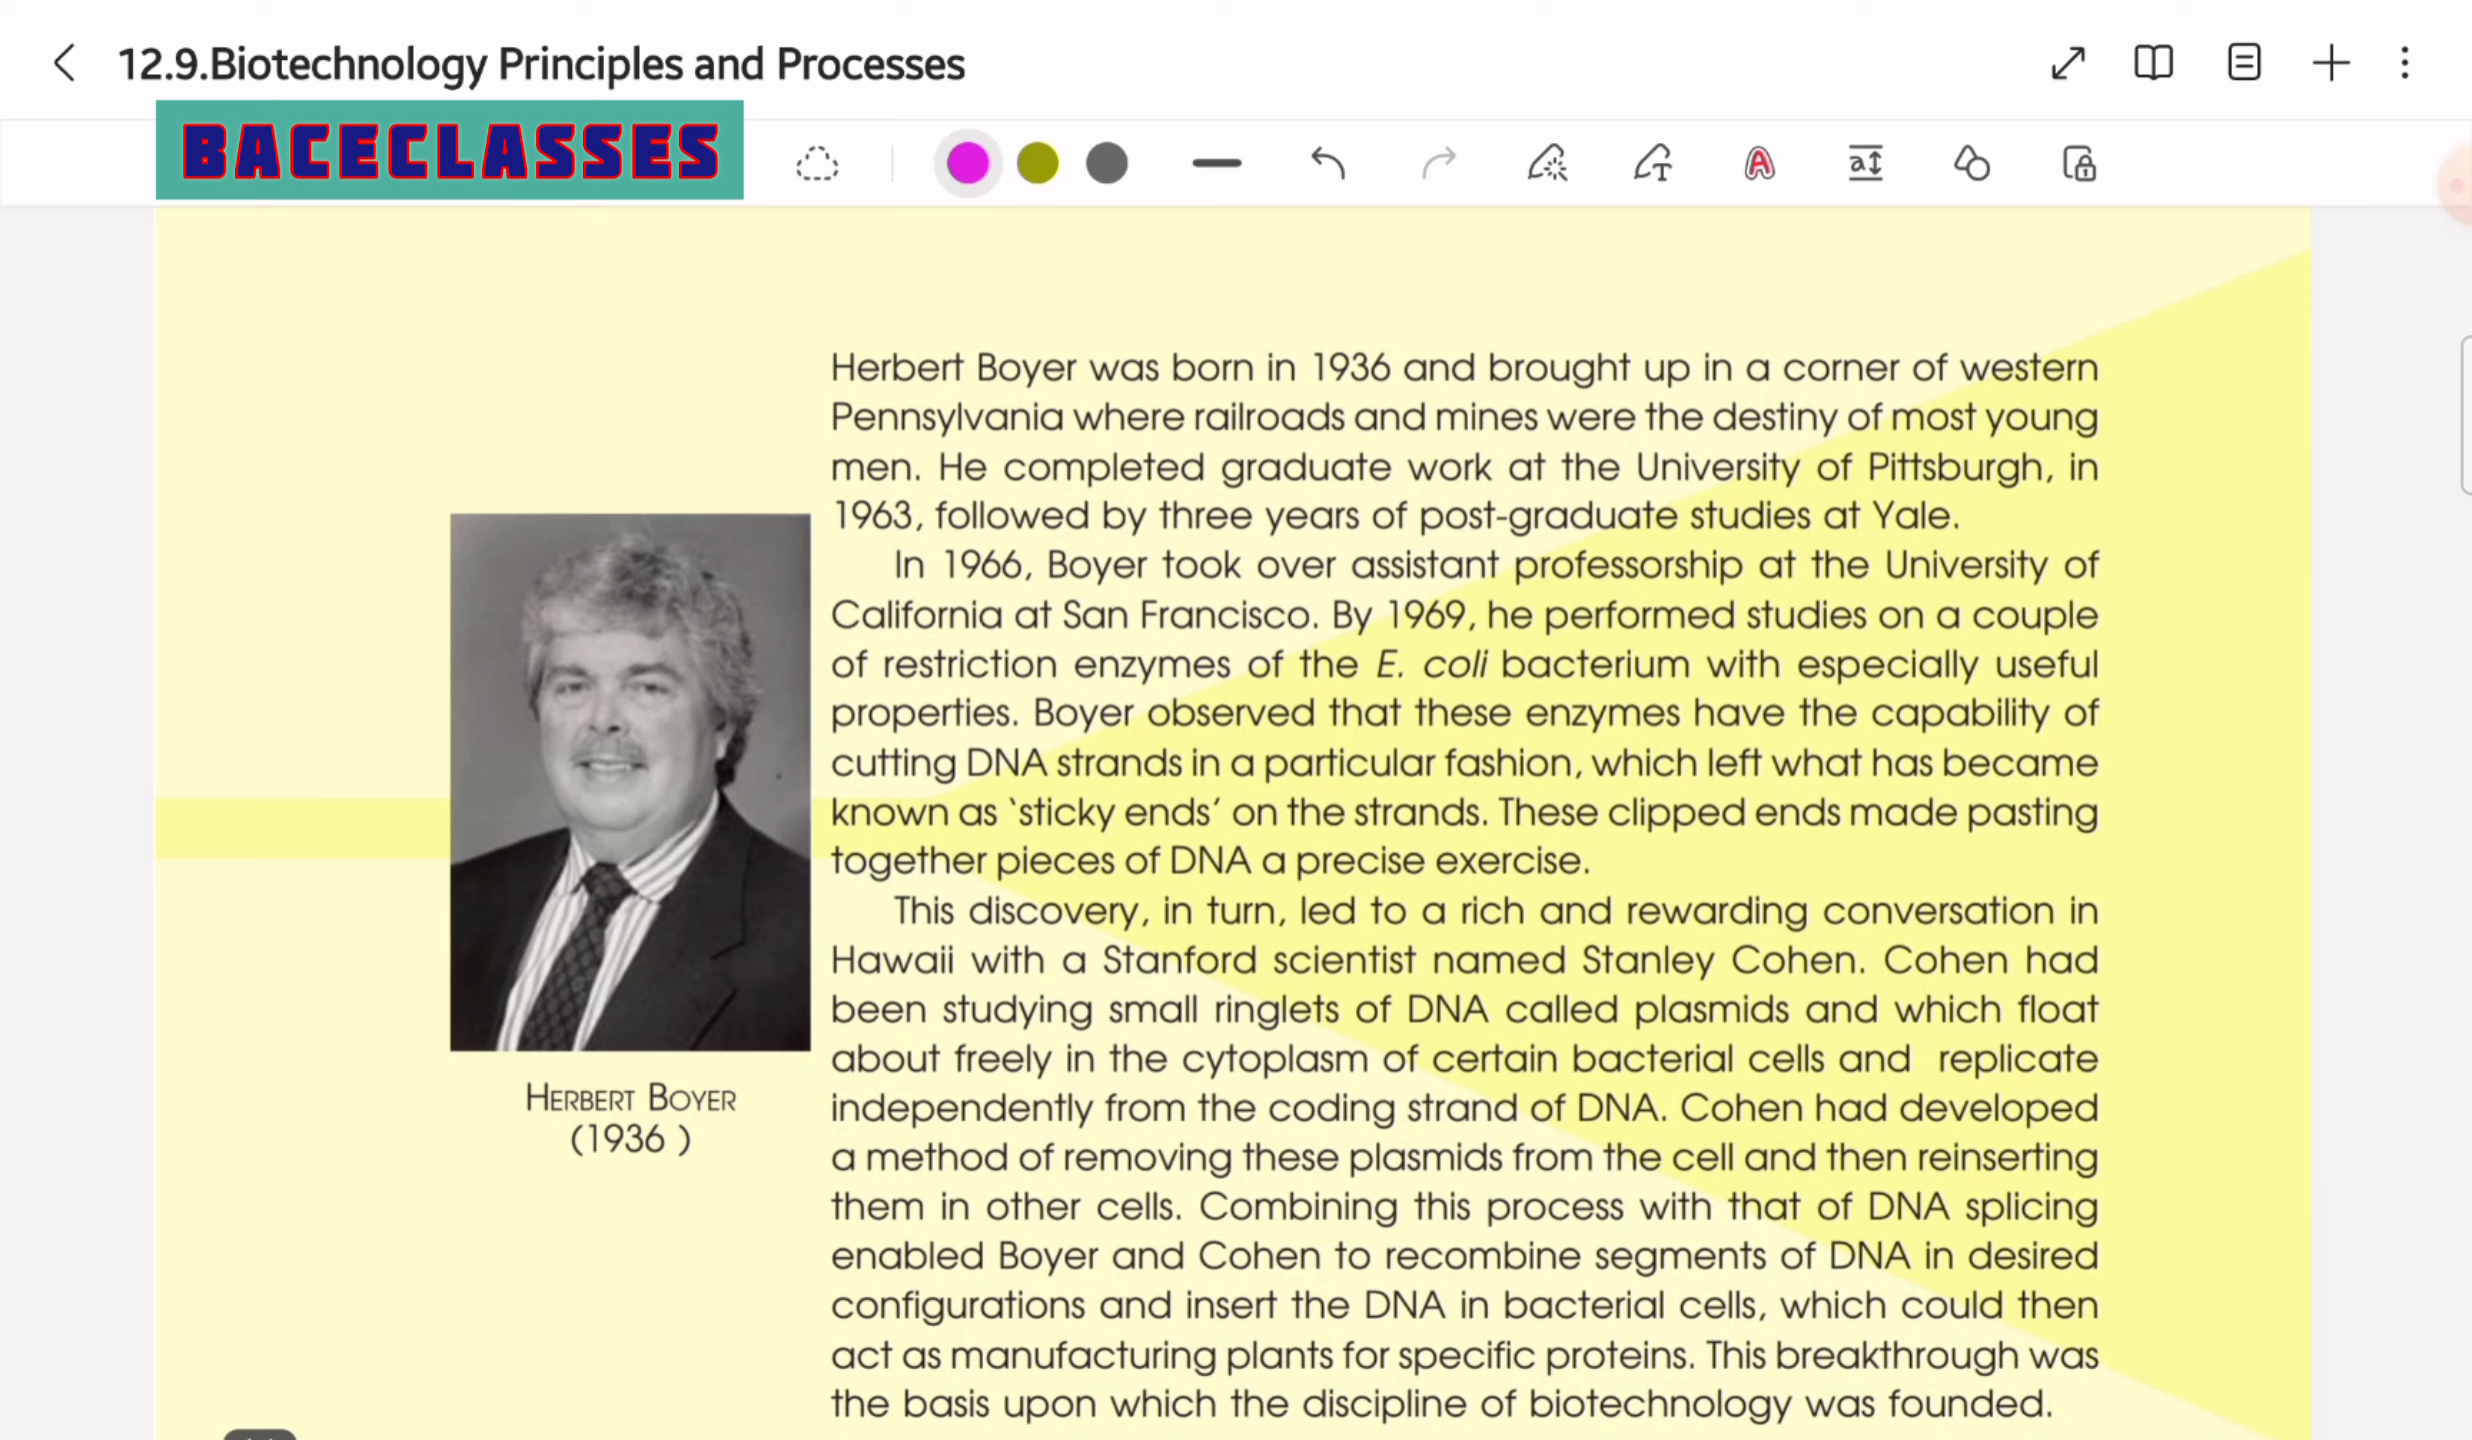 12.9.Biotechnology Principles and Processes
BACECLASSES
Herbert Boyer was born in 1936 and brought up in a corner of western
Pennsylvania where railroads and mines were the destiny of most young
men. He completed graduate work at the University of Pittsburgh, in
1963, followed by three years of post-graduate studies at Yale.
In 1966, Boyer took over assistant professorship at the University of
California at San Francisco. By 1969, he performed studies on a couple
of restriction enzymes of the E. coli bacterium with especially useful
properties. Boyer observed that these enzymes have the capability of
cutting DNA strands in a particular fashion, which left what has became
known as ‘sticky ends’ on the strands. These clipped ends made pasting
together pieces of DNA a precise exercise.
This discovery, in turn, led to a rich and rewarding conversation in
Hawaii with a Stanford scientist named Stanley Cohen. Cohen had
been studying small ringlets of DNA called plasmids and which float
about freely in the cytoplasm of certain bacterial cells and replicate
independently from the coding strand of DNA. Cohen had developed
a method of removing these plasmids from the cell and then reinserting
them in other cells. Combining this process with that of DNA splicing
enabled Boyer and Cohen to recombine segments of DNA in desired
configurations and insert the DNA in bacterial cells, which could then
act as manufacturing plants for specific proteins. This breakthrough was
the basis upon which the discipline of biotechnology was founded.
HERBERT BOYER
(1936 )